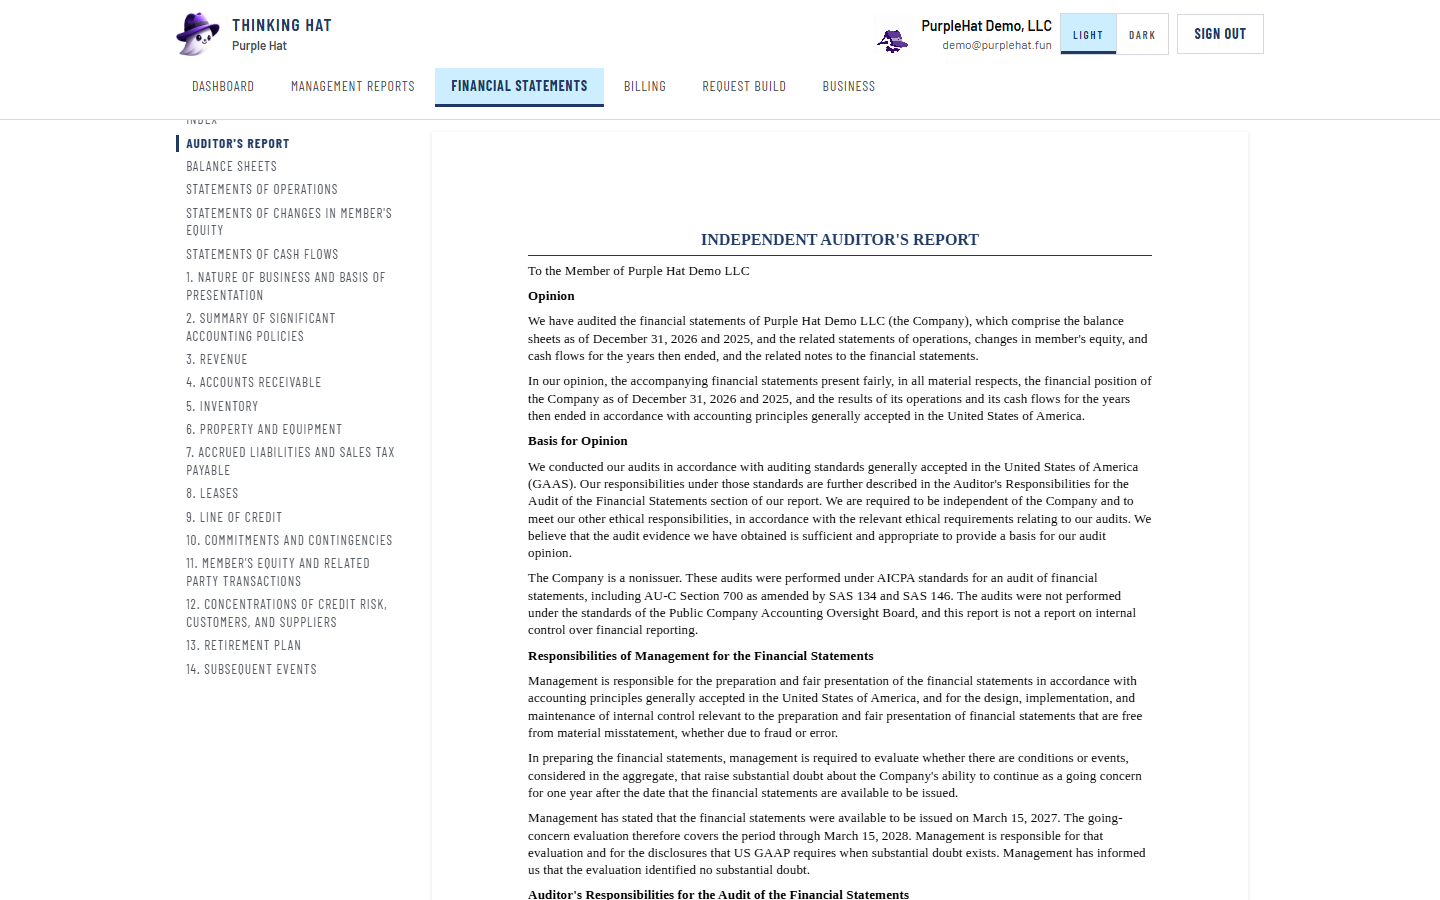 THINKING HAT
Purple Hat
PurpleHat Demo, LLC
demo@purplehat.fun
LIGHT
DARK
SIGN OUT
DASHBOARD
MANAGEMENT REPORTS
FINANCIAL STATEMENTS
BILLING
REQUEST BUILD
BUSINESS
INDEX
AUDITOR'S REPORT
BALANCE SHEETS
STATEMENTS OF OPERATIONS
STATEMENTS OF CHANGES IN MEMBER'S
EQUITY
STATEMENTS OF CASH FLOWS
1. NATURE OF BUSINESS AND BASIS OF
PRESENTATION
2. SUMMARY OF SIGNIFICANT
ACCOUNTING POLICIES
3. REVENUE
4. ACCOUNTS RECEIVABLE
5. INVENTORY
6. PROPERTY AND EQUIPMENT
7. ACCRUED LIABILITIES AND SALES TAX
PAYABLE
8. LEASES
9. LINE OF CREDIT
10. COMMITMENTS AND CONTINGENCIES
11. MEMBER'S EQUITY AND RELATED
PARTY TRANSACTIONS
12. CONCENTRATIONS OF CREDIT RISK,
CUSTOMERS, AND SUPPLIERS
13. RETIREMENT PLAN
14. SUBSEQUENT EVENTS
INDEPENDENT AUDITOR'S REPORT
To the Member of Purple Hat Demo LLC
Opinion
We have audited the financial statements of Purple Hat Demo LLC (the Company), which comprise the balance
sheets as of December 31, 2026 and 2025, and the related statements of operations, changes in member's equity, and
cash flows for the years then ended, and the related notes to the financial statements.
In our opinion, the accompanying financial statements present fairly, in all material respects, the financial position of
the Company as of December 31, 2026 and 2025, and the results of its operations and its cash flows for the years
then ended in accordance with accounting principles generally accepted in the United States of America.
Basis for Opinion
We conducted our audits in accordance with auditing standards generally accepted in the United States of America
(GAAS). Our responsibilities under those standards are further described in the Auditor's Responsibilities for the
Audit of the Financial Statements section of our report. We are required to be independent of the Company and to
meet our other ethical responsibilities, in accordance with the relevant ethical requirements relating to our audits. We
believe that the audit evidence we have obtained is sufficient and appropriate to provide a basis for our audit
opinion.
The Company is a nonissuer. These audits were performed under AICPA standards for an audit of financial
statements, including AU-C Section 700 as amended by SAS 134 and SAS 146. The audits were not performed
under the standards of the Public Company Accounting Oversight Board, and this report is not a report on internal
control over financial reporting.
Responsibilities of Management for the Financial Statements
Management is responsible for the preparation and fair presentation of the financial statements in accordance with
accounting principles generally accepted in the United States of America, and for the design, implementation, and
maintenance of internal control relevant to the preparation and fair presentation of financial statements that are free
from material misstatement, whether due to fraud or error.
In preparing the financial statements, management is required to evaluate whether there are conditions or events,
considered in the aggregate, that raise substantial doubt about the Company's ability to continue as a going concern
for one year after the date that the financial statements are available to be issued.
Management has stated that the financial statements were available to be issued on March 15, 2027. The going-
concern evaluation therefore covers the period through March 15, 2028. Management is responsible for that
evaluation and for the disclosures that US GAAP requires when substantial doubt exists. Management has informed
us that the evaluation identified no substantial doubt.
Auditor's Responsibilities for the Audit of the Financial Statements